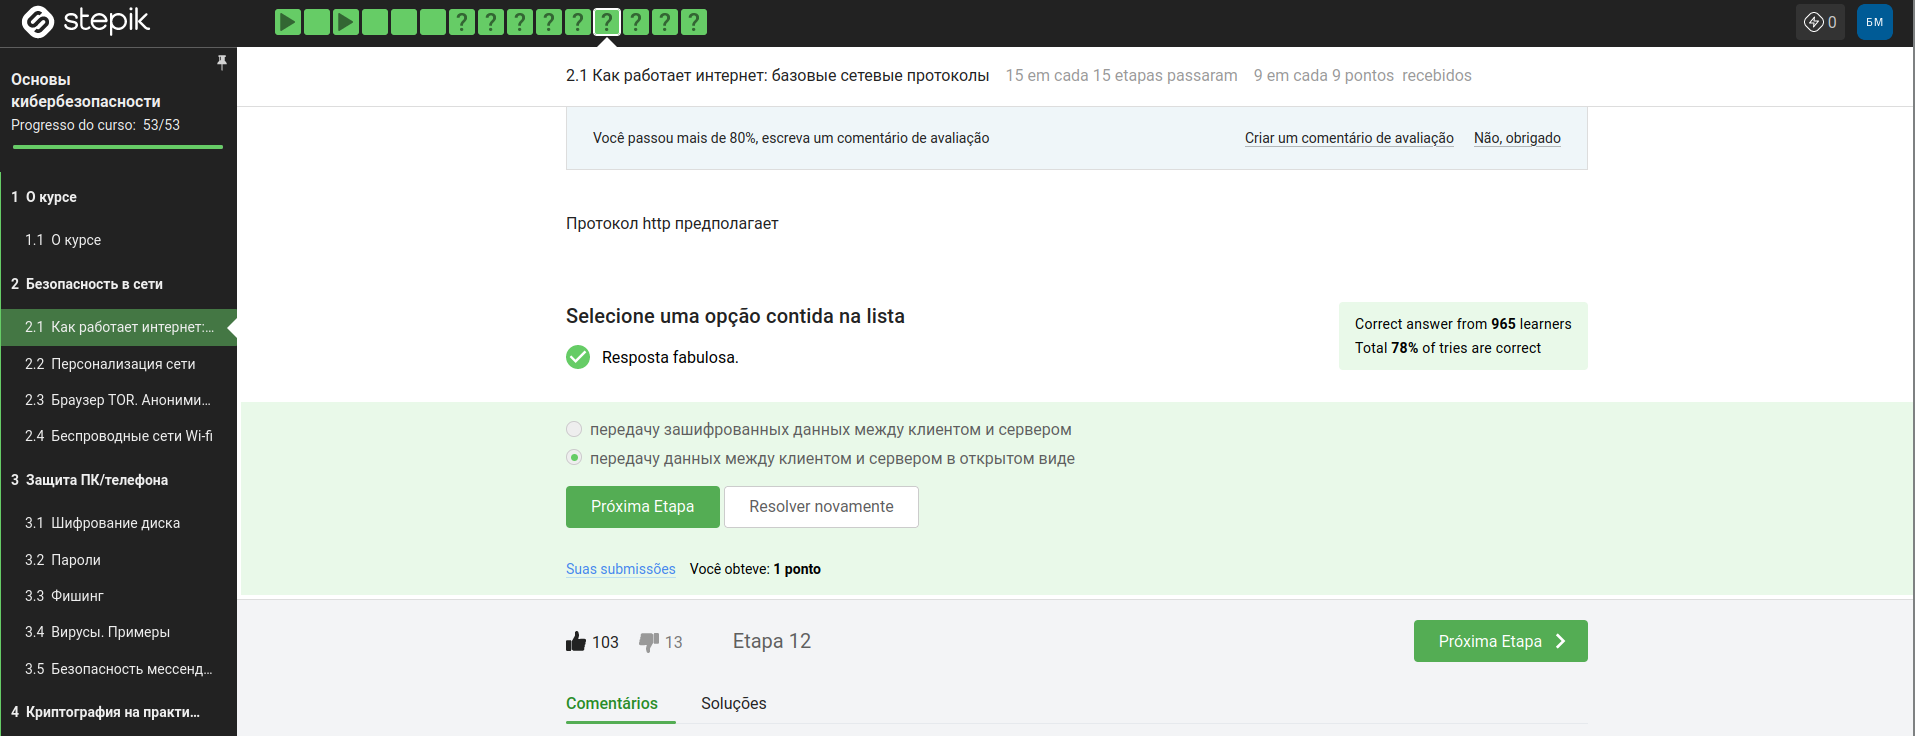 stepik
? ? ? ? ? ? ? ? ?
0
БМ
Основы
кибербезопасности
Progresso do curso: 53/53
1 О курсе
1.1 О курсе
2 Безопасность в сети
2.1 Как работает интернет:...
2.2 Персонализация сети
2.3 Браузер TOR. Аноними...
2.4 Беспроводные сети Wi-fi
3 Защита ПК/телефона
3.1 Шифрование диска
3.2 Пароли
3.3 Фишинг
3.4 Вирусы. Примеры
3.5 Безопасность мессенд...
4 Криптография на практи...
2.1 Как работает интернет: базовые сетевые протоколы 15 em cada 15 etapas passaram 9 em cada 9 pontos recebidos
Você passou mais de 80%, escreva um comentário de avaliação Criar um comentário de avaliação Não, obrigado
Протокол http предполагает
Selecione uma opção contida na lista
Resposta fabulosa.
Correct answer from 965 learners
Total 78% of tries are correct
передачу зашифрованных данных между клиентом и сервером
передачу данных между клиентом и сервером в открытом виде
Próxima Etapa Resolver novamente
Suas submissões Você obteve: 1 ponto
103 13 Etapa 12 Próxima Etapa
Comentários Soluções